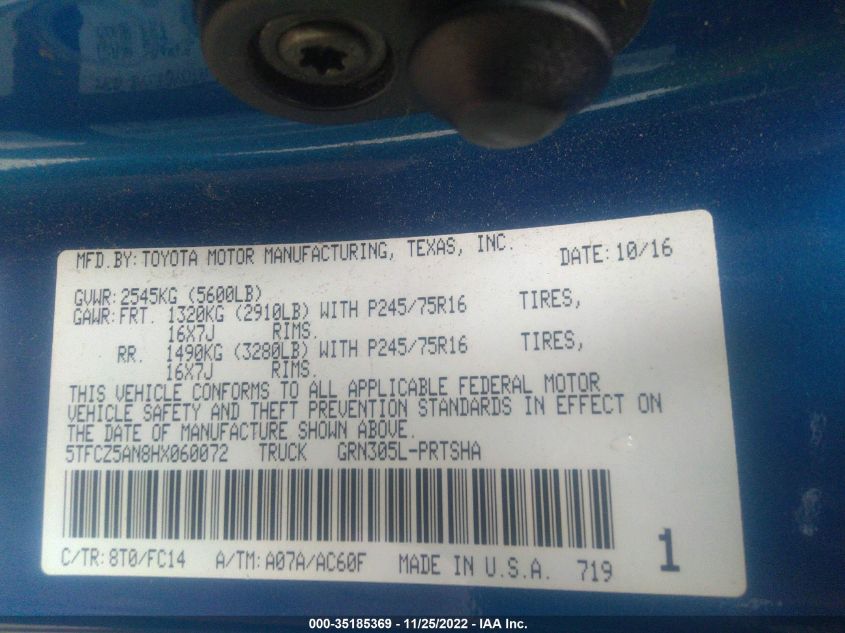 MFD.BY: TOYOTA MOTOR MANUFACTURING, TEXAS, INC. DATE: 10/16
GVWR: 2545KG (5600LB)
GAWR: FRT. 1320KG (2910LB) WITH P245/75R16 TIRES,
16X7J RIMS.
RR. 1490KG (3280LB) WITH P245/75R16 TIRES,
16X7J RIMS.
THIS VEHICLE CONFORMS TO ALL APPLICABLE FEDERAL MOTOR
VEHICLE SAFETY AND THEFT PREVENTION STANDARDS IN EFFECT ON
THE DATE OF MANUFACTURE SHOWN ABOVE.
5TFCZ5AN8HX060072 TRUCK GRN305L-PRTSHA
C/TR: 8T0/FC14 A/TM: A07A/AC60F MADE IN U.S.A. 719 1
000-35185369 - 11/25/2022 - IAA Inc.